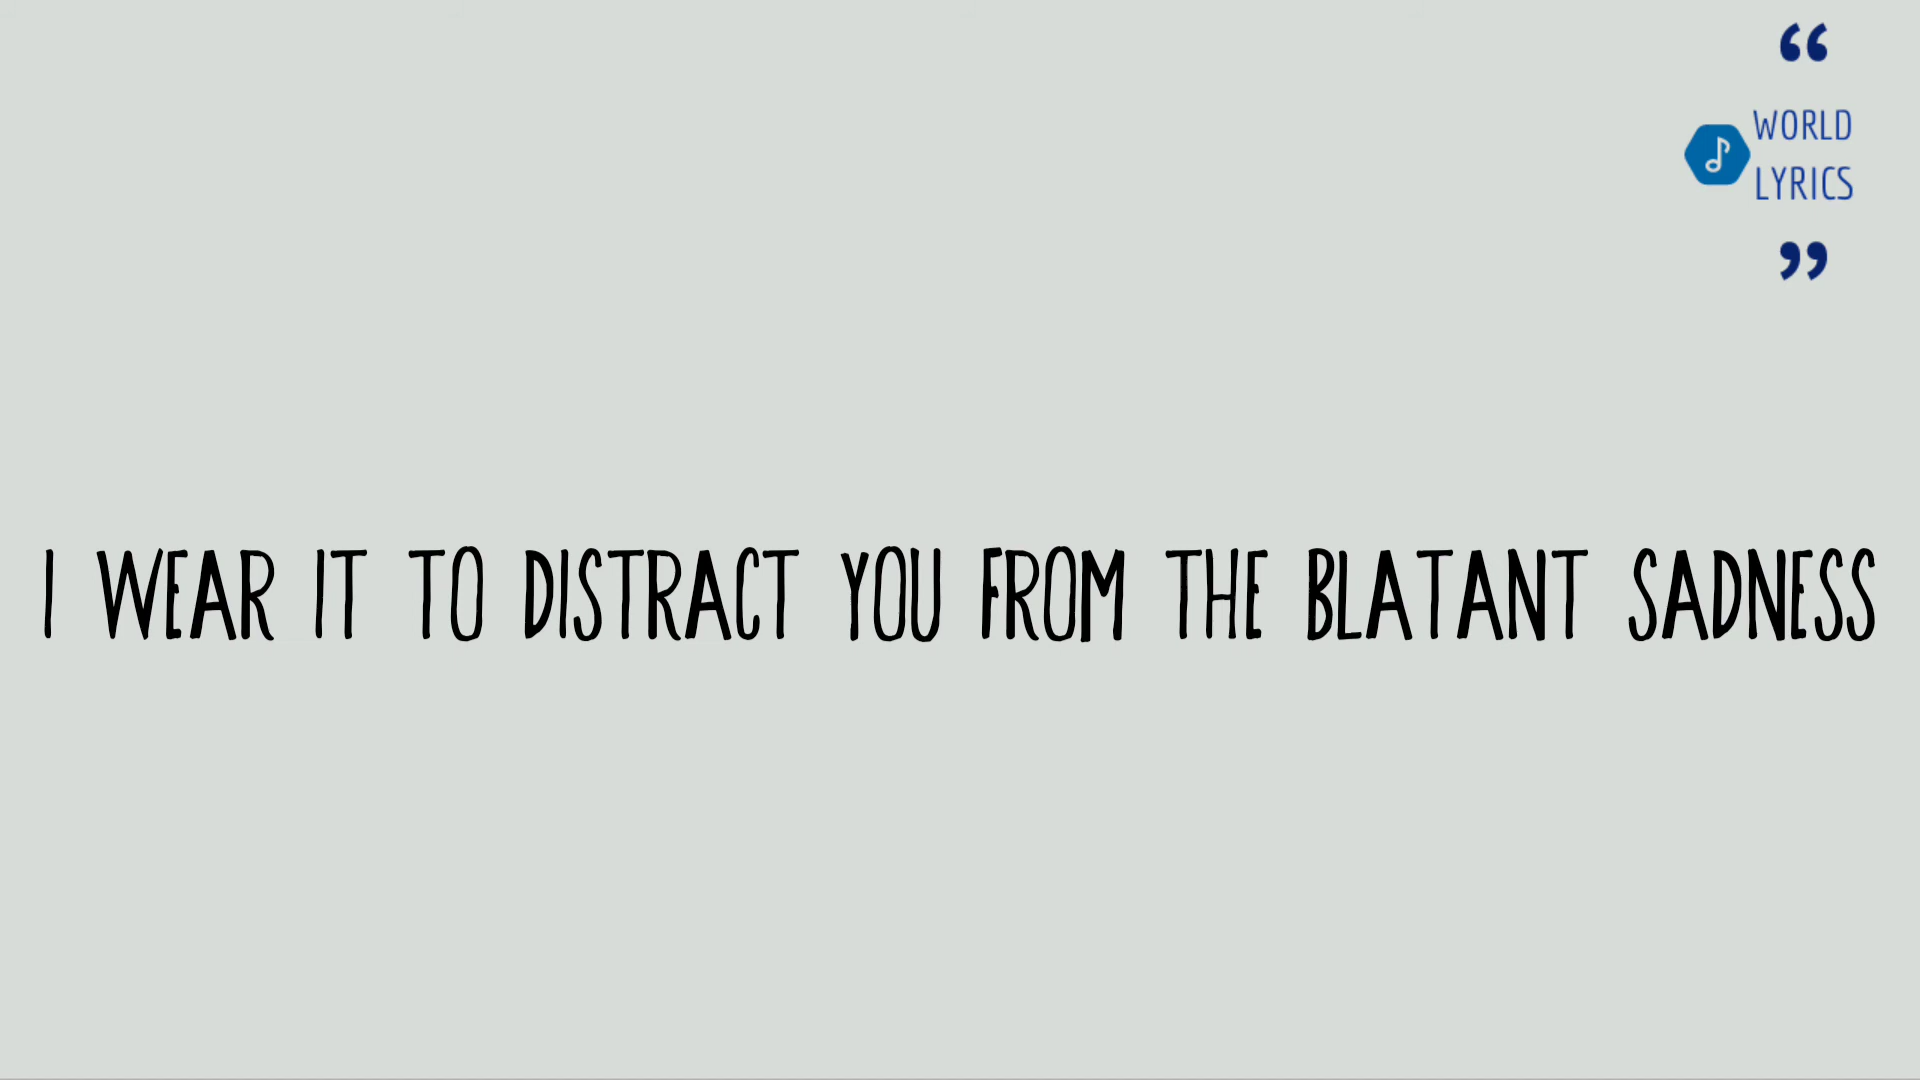 “
WORLD
LYRICS
”
I WEAR IT TO DISTRACT YOU FROM THE BLATANT SADNESS